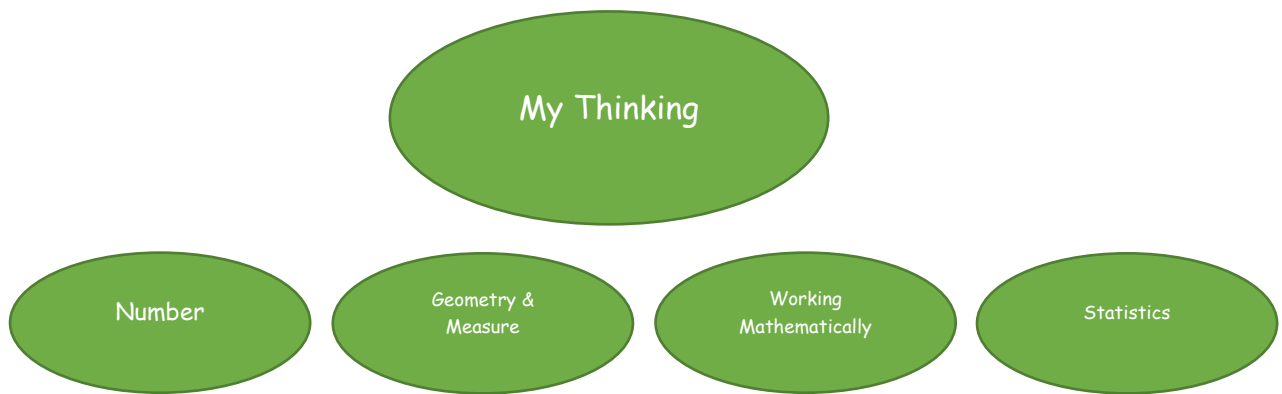 My Thinking
Number
Geometry &
Measure
Working
Mathematically
Statistics